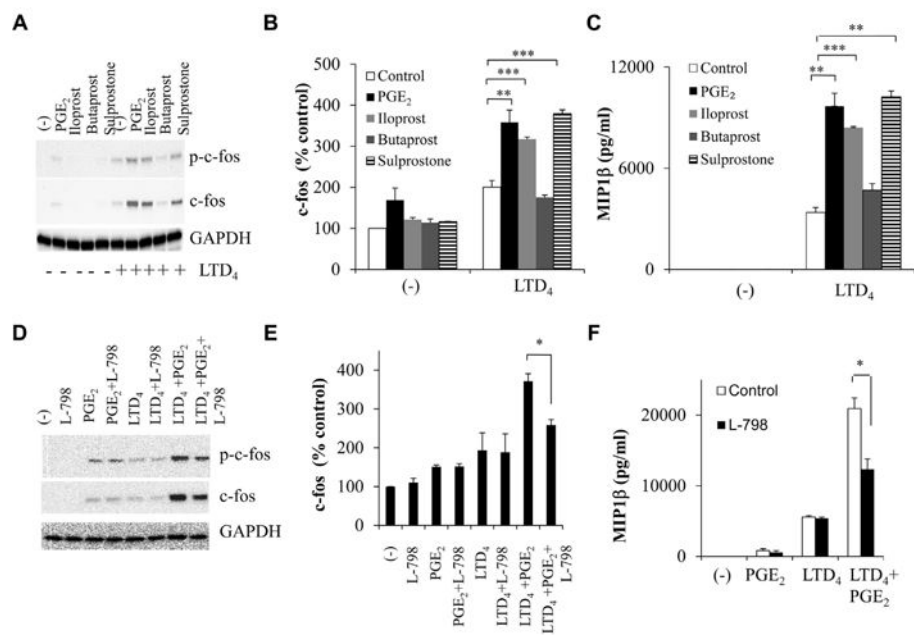 A
(-)
PGE₂
Iloprost
Butaprost
Sulprostone
(-)
PGE₂
Iloprost
Butaprost
Sulprostone
p-c-fos
c-fos
GAPDH
- - - - - + + + + + LTD₄
B
c-fos (% control)
500
400
300
200
100
0
Control
PGE₂
Iloprost
Butaprost
Sulprostone
***
***
**
(-)
LTD₄
C
MIP1β (pg/ml)
12000
6000
0
Control
PGE₂
Iloprost
Butaprost
Sulprostone
**
***
**
(-)
LTD₄
D
(-)
L-798
PGE₂
PGE₂+L-798
LTD₄
LTD₄+L-798
LTD₄ +PGE₂
LTD₄ +PGE₂+
L-798
p-c-fos
c-fos
GAPDH
E
c-fos (% control)
400
300
200
100
0
*
(-)
L-798
PGE₂
PGE₂+L-798
LTD₄
LTD₄+L-798
LTD₄ +PGE₂
LTD₄ +PGE₂+
L-798
F
MIP1β (pg/ml)
20000
10000
0
Control
L-798
*
(-)
PGE₂
LTD₄
LTD₄+
PGE₂